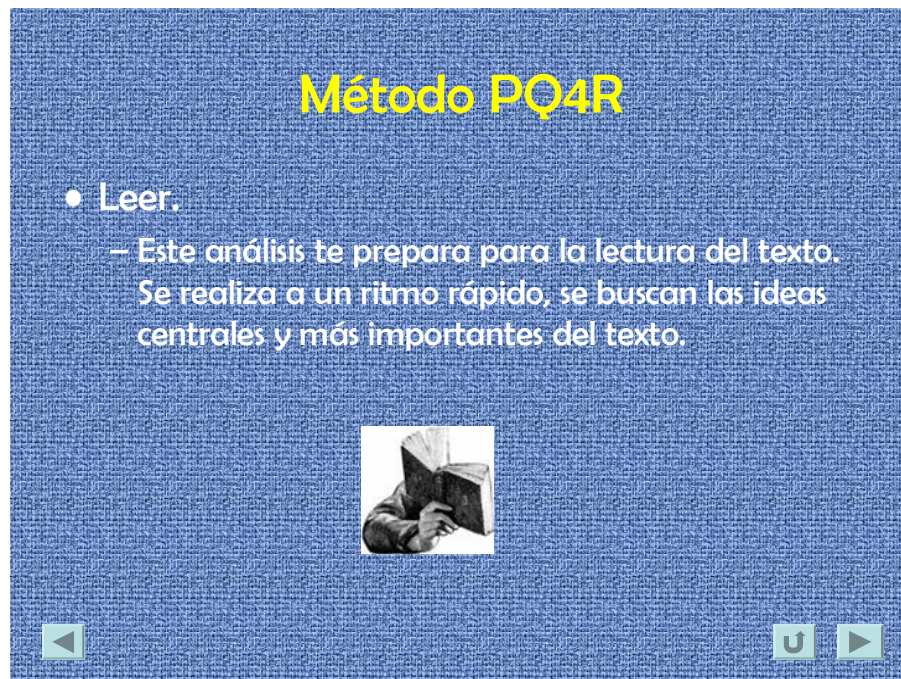 Método PQ4R
• Leer.
– Este análisis te prepara para la lectura del texto.
Se realiza a un ritmo rápido, se buscan las ideas
centrales y más importantes del texto.